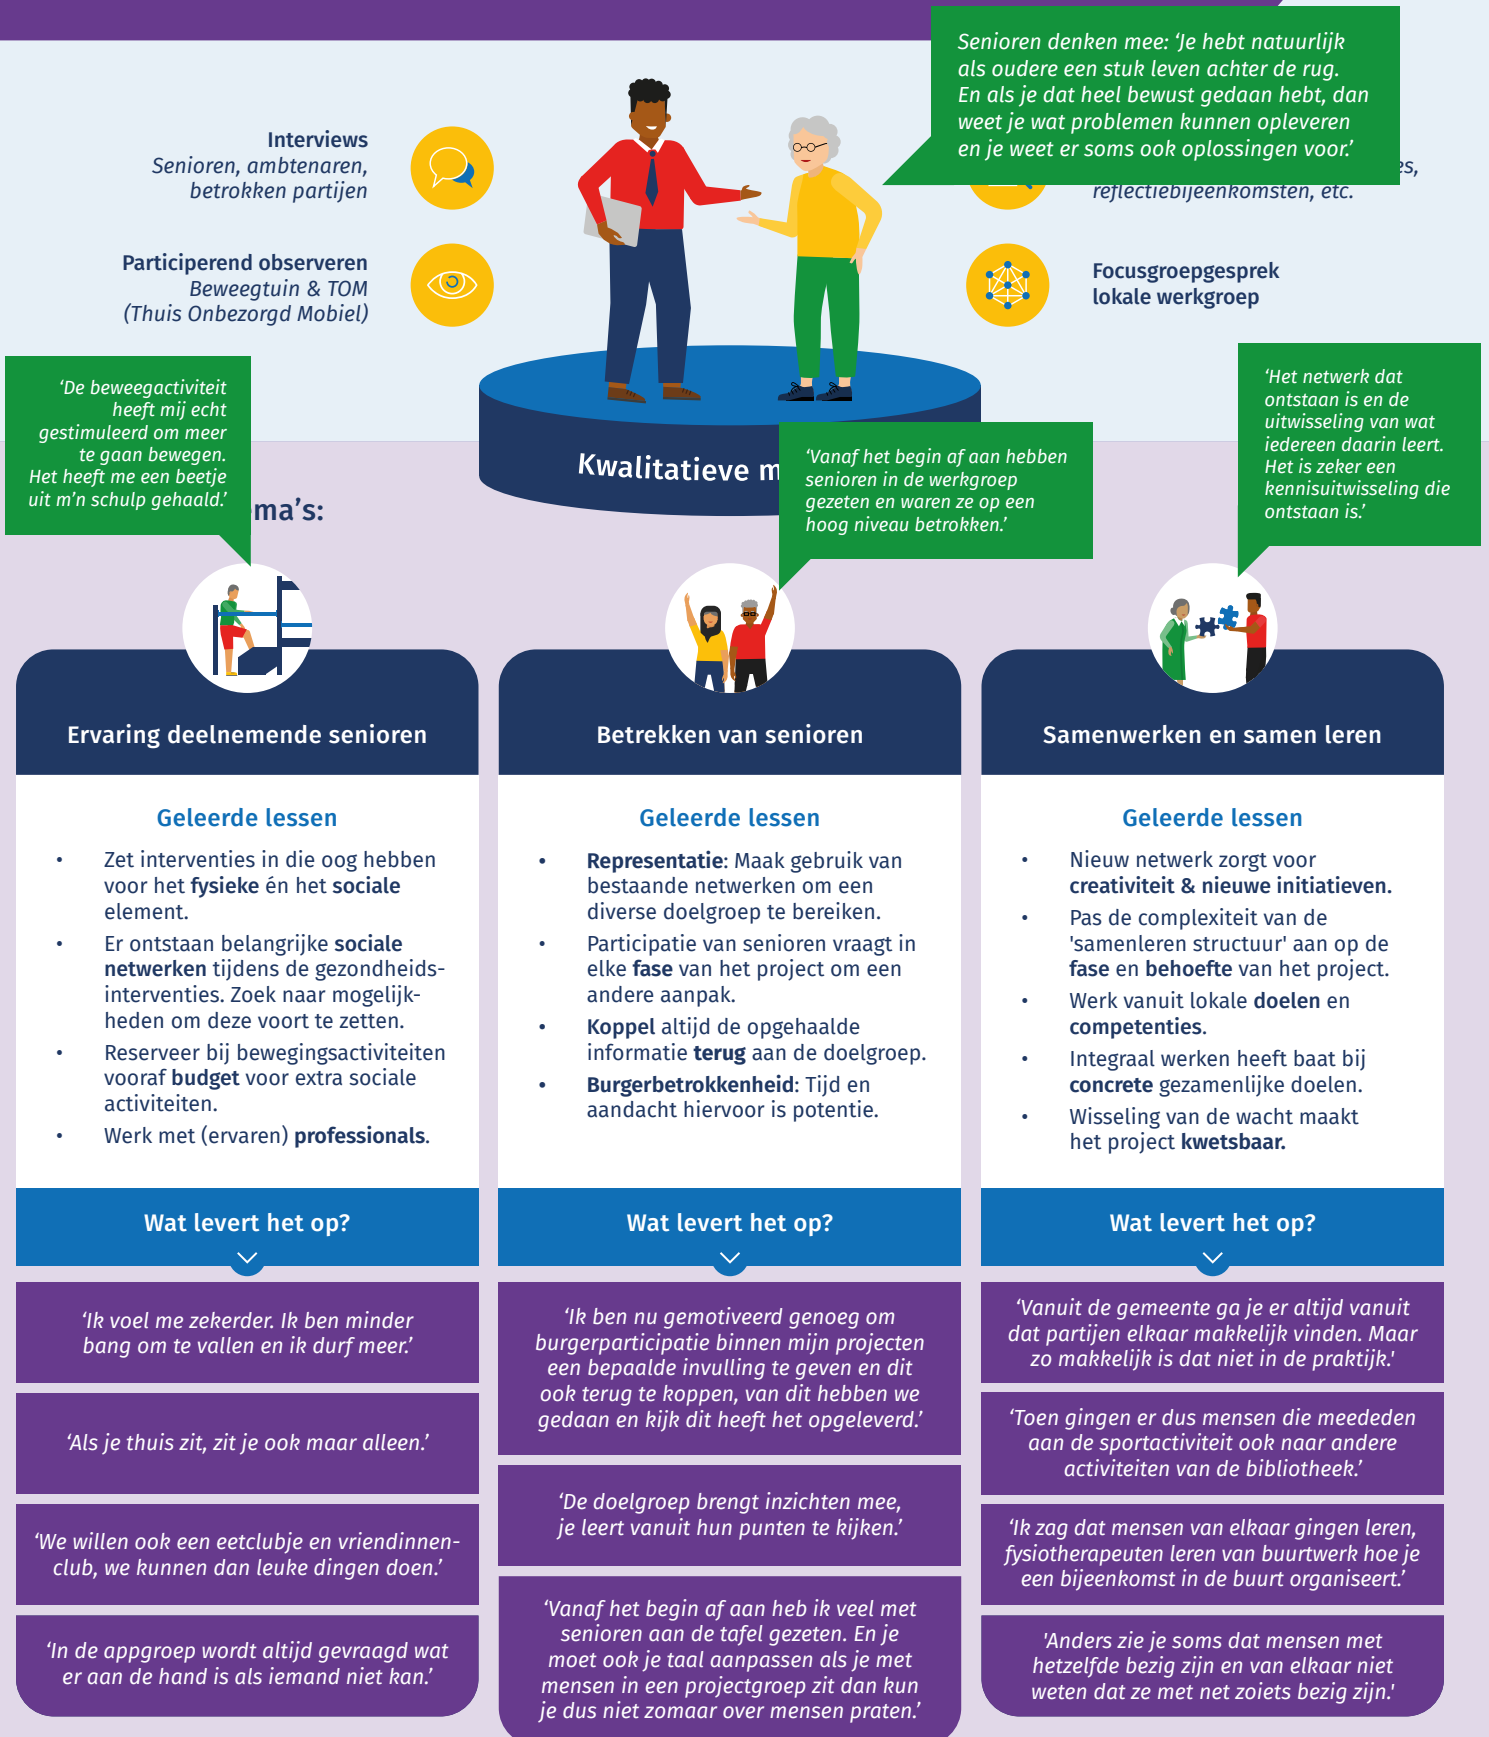 Senioren denken mee: ‘Je hebt natuurlijk
als oudere een stuk leven achter de rug.
En als je dat heel bewust gedaan hebt, dan
weet je wat problemen kunnen opleveren
en je weet er soms ook oplossingen voor.’
Interviews
Senioren, ambtenaren,
betrokken partijen
Participerend observeren
Beweegtuin & TOM
(Thuis Onbezorgd Mobiel)
reflectiebijeenkomsten, etc.
Focusgroepgesprek
lokale werkgroep
‘De beweegactiviteit
heeft mij echt
gestimuleerd om meer
te gaan bewegen.
Het heeft me een beetje
uit m’n schulp gehaald.’
Kwalitatieve m
‘Vanaf het begin af aan hebben
senioren in de werkgroep
gezeten en waren ze op een
hoog niveau betrokken.’
‘Het netwerk dat
ontstaan is en de
uitwisseling van wat
iedereen daarin leert.
Het is zeker een
kennisuitwisseling die
ontstaan is.’
ma’s:
Ervaring deelnemende senioren
Geleerde lessen
• Zet interventies in die oog hebben
voor het fysieke én het sociale
element.
• Er ontstaan belangrijke sociale
netwerken tijdens de gezondheids-
interventies. Zoek naar mogelijk-
heden om deze voort te zetten.
• Reserveer bij bewegingsactiviteiten
vooraf budget voor extra sociale
activiteiten.
• Werk met (ervaren) professionals.
Wat levert het op?
‘Ik voel me zekerder. Ik ben minder
bang om te vallen en ik durf meer.’
‘Als je thuis zit, zit je ook maar alleen.’
‘We willen ook een eetclubje en vriendinnen-
club, we kunnen dan leuke dingen doen.’
‘In de appgroep wordt altijd gevraagd wat
er aan de hand is als iemand niet kan.’
Betrekken van senioren
Geleerde lessen
• Representatie: Maak gebruik van
bestaande netwerken om een
diverse doelgroep te bereiken.
• Participatie van senioren vraagt in
elke fase van het project om een
andere aanpak.
• Koppel altijd de opgehaalde
informatie terug aan de doelgroep.
• Burgerbetrokkenheid: Tijd en
aandacht hiervoor is potentie.
Wat levert het op?
‘Ik ben nu gemotiveerd genoeg om
burgerparticipatie binnen mijn projecten
een bepaalde invulling te geven en dit
ook terug te koppen, van dit hebben we
gedaan en kijk dit heeft het opgeleverd.’
‘De doelgroep brengt inzichten mee,
je leert vanuit hun punten te kijken.’
‘Vanaf het begin af aan heb ik veel met
senioren aan de tafel gezeten. En je
moet ook je taal aanpassen als je met
mensen in een projectgroep zit dan kun
je dus niet zomaar over mensen praten.’
Samenwerken en samen leren
Geleerde lessen
• Nieuw netwerk zorgt voor
creativiteit & nieuwe initiatieven.
• Pas de complexiteit van de
'samenleren structuur' aan op de
fase en behoefte van het project.
• Werk vanuit lokale doelen en
competenties.
• Integraal werken heeft baat bij
concrete gezamenlijke doelen.
• Wisseling van de wacht maakt
het project kwetsbaar.
Wat levert het op?
‘Vanuit de gemeente ga je er altijd vanuit
dat partijen elkaar makkelijk vinden. Maar
zo makkelijk is dat niet in de praktijk.'
‘Toen gingen er dus mensen die meededen
aan de sportactiviteit ook naar andere
activiteiten van de bibliotheek.’
‘Ik zag dat mensen van elkaar gingen leren,
fysiotherapeuten leren van buurtwerk hoe je
een bijeenkomst in de buurt organiseert.’
'Anders zie je soms dat mensen met
hetzelfde bezig zijn en van elkaar niet
weten dat ze met net zoiets bezig zijn.'